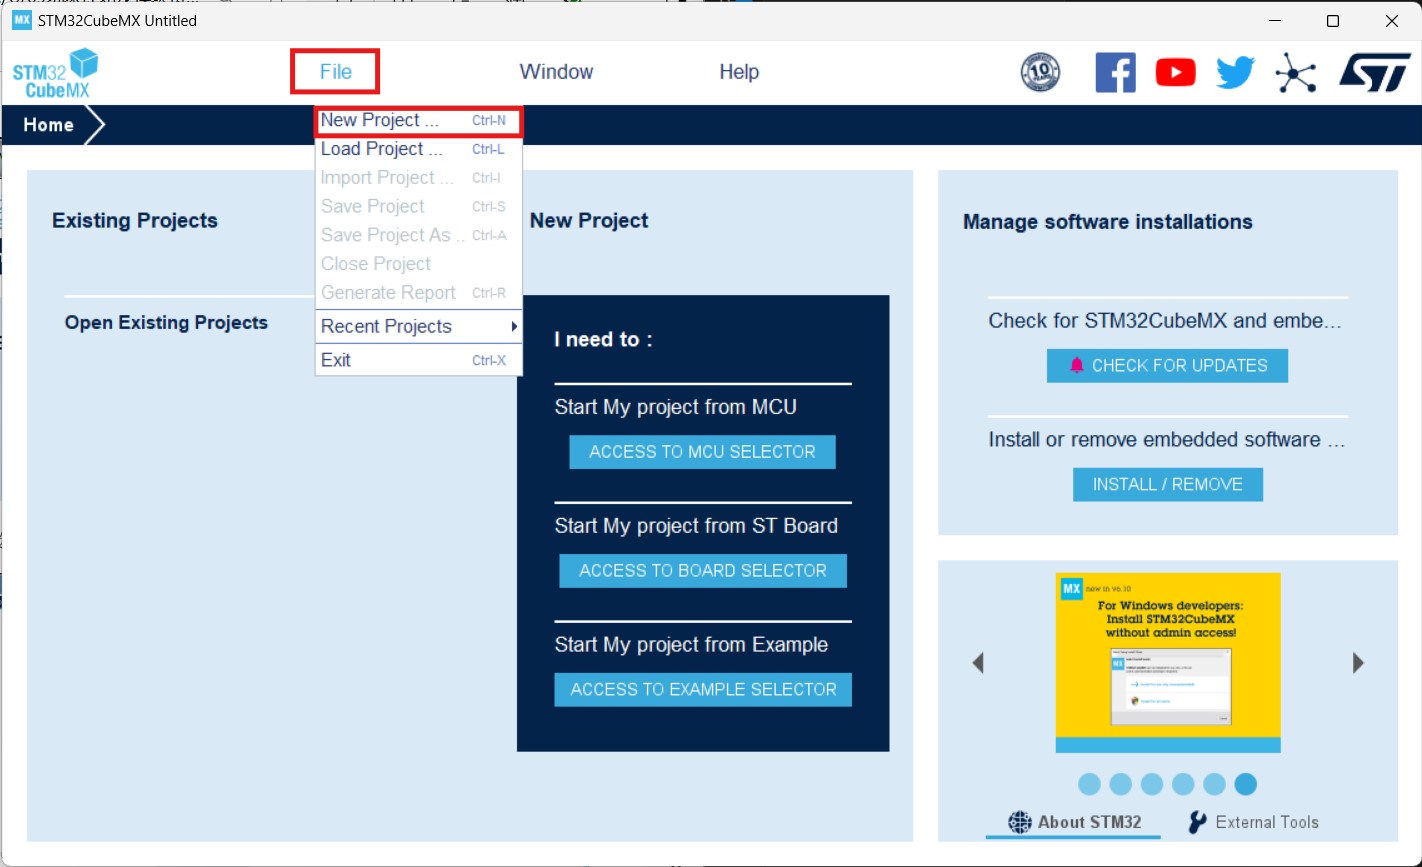 MX STM32CubeMX Untitled
STM32
CubeMX
File
Window
Help
10
ST
Home
New Project ... Ctrl-N
Load Project ... Ctrl-L
Import Project ... Ctrl-I
Save Project Ctrl-S
Save Project As .. Ctrl-A
Close Project
Generate Report Ctrl-R
Recent Projects
Exit Ctrl-X
Existing Projects
Open Existing Projects
New Project
I need to :
Start My project from MCU
ACCESS TO MCU SELECTOR
Start My project from ST Board
ACCESS TO BOARD SELECTOR
Start My project from Example
ACCESS TO EXAMPLE SELECTOR
Manage software installations
Check for STM32CubeMX and embe...
CHECK FOR UPDATES
Install or remove embedded software ...
INSTALL / REMOVE
MX new in v6.10
For Windows developers:
Install STM32CubeMX
without admin access!
About STM32
External Tools